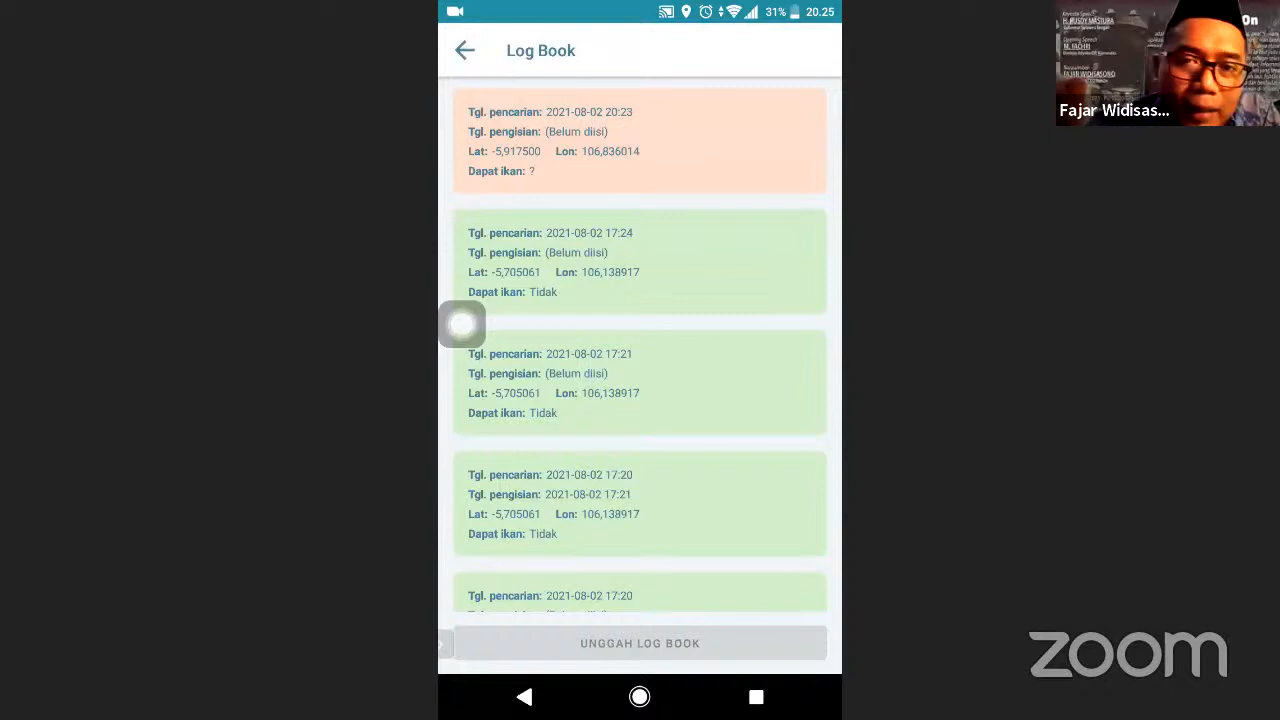 31% 20.25
Log Book
Tgl. pencarian: 2021-08-02 20:23
Tgl. pengisian: (Belum diisi)
Lat: -5,917500 Lon: 106,836014
Dapat ikan: ?
Tgl. pencarian: 2021-08-02 17:24
Tgl. pengisian: (Belum diisi)
Lat: -5,705061 Lon: 106,138917
Dapat ikan: Tidak
Tgl. pencarian: 2021-08-02 17:21
Tgl. pengisian: (Belum diisi)
Lat: -5,705061 Lon: 106,138917
Dapat ikan: Tidak
Tgl. pencarian: 2021-08-02 17:20
Tgl. pengisian: 2021-08-02 17:21
Lat: -5,705061 Lon: 106,138917
Dapat ikan: Tidak
Tgl. pencarian: 2021-08-02 17:20
UNGGAH LOG BOOK
Opening Speech
FAJAR WIDISASONO
On
Fajar Widisas...
zoom